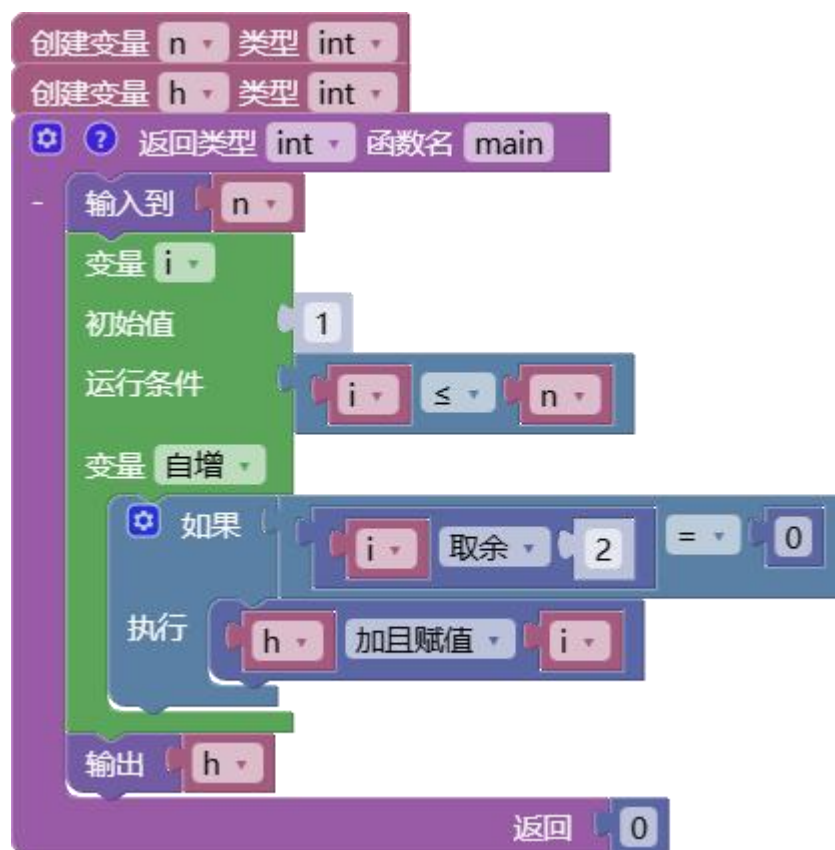 创建变量 n 类型 int
创建变量 h 类型 int
? 返回类型 int 函数名 main
- 输入到 n
变量 i
初始值 1
运行条件 i ≤ n
变量 自增
如果 i 取余 2 = 0
执行 h 加且赋值 i
输出 h
返回 0